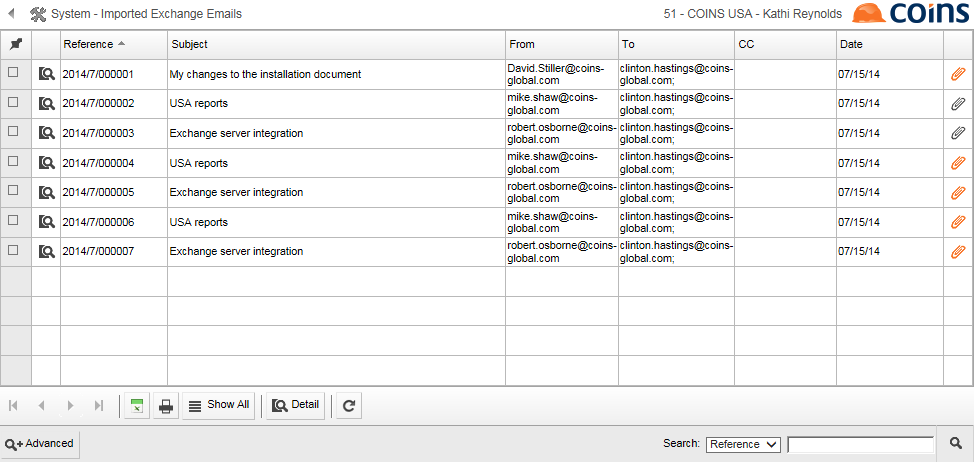 System - Imported Exchange Emails
51 - COINS USA - Kathi Reynolds
coins
Reference Subject From To CC Date
2014/7/000001 My changes to the installation document David.Stiller@coins-global.com clinton.hastings@coins-global.com; 07/15/14
2014/7/000002 USA reports mike.shaw@coins-global.com clinton.hastings@coins-global.com; 07/15/14
2014/7/000003 Exchange server integration robert.osborne@coins-global.com clinton.hastings@coins-global.com; 07/15/14
2014/7/000004 USA reports mike.shaw@coins-global.com clinton.hastings@coins-global.com; 07/15/14
2014/7/000005 Exchange server integration robert.osborne@coins-global.com clinton.hastings@coins-global.com; 07/15/14
2014/7/000006 USA reports mike.shaw@coins-global.com clinton.hastings@coins-global.com; 07/15/14
2014/7/000007 Exchange server integration robert.osborne@coins-global.com clinton.hastings@coins-global.com; 07/15/14
Show All Detail
Advanced Search: Reference